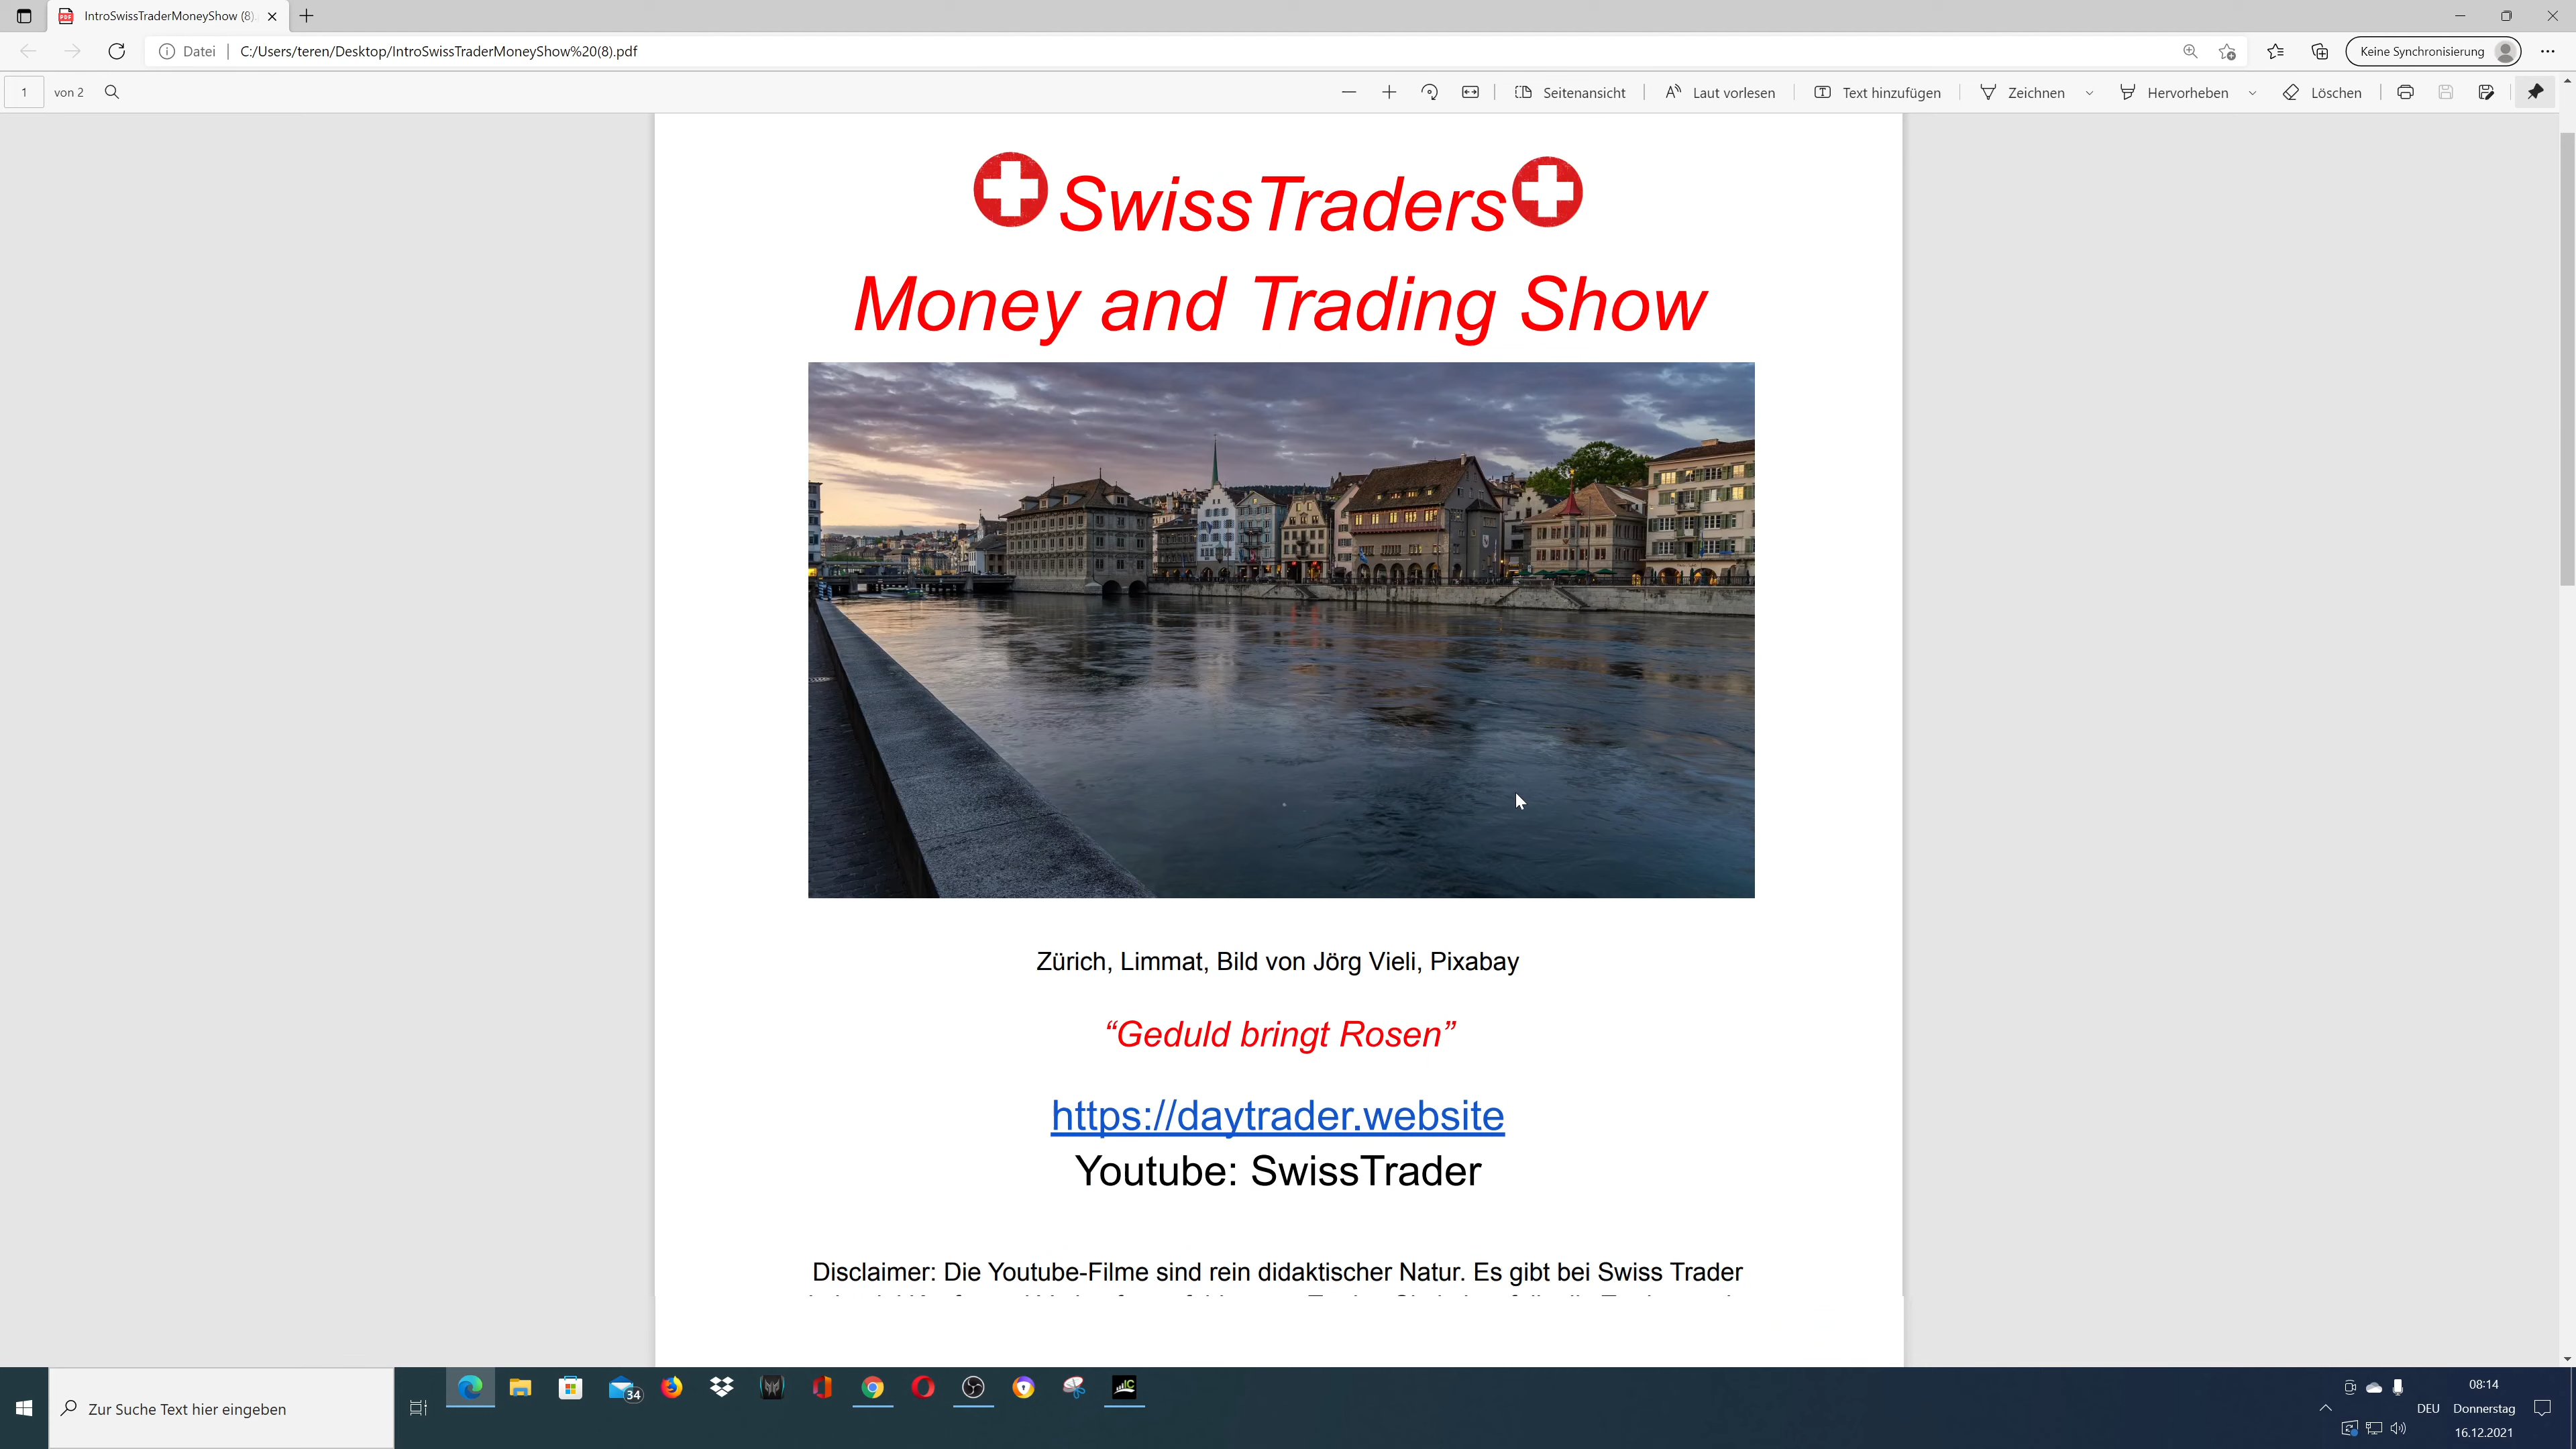 IntroSwissTraderMoneyShow (8).
Datei
C:/Users/teren/Desktop/IntroSwissTraderMoneyShow%20(8).pdf
Keine Synchronisierung
1 von 2
Seitenansicht
Laut vorlesen
Text hinzufügen
Zeichnen
Hervorheben
Löschen
SwissTraders
Money and Trading Show
Zürich, Limmat, Bild von Jörg Vieli, Pixabay
“Geduld bringt Rosen”
https://daytrader.website
Youtube: SwissTrader
Disclaimer: Die Youtube-Filme sind rein didaktischer Natur. Es gibt bei Swiss Trader
Zur Suche Text hier eingeben
34
IC
08:14
DEU Donnerstag
16.12.2021